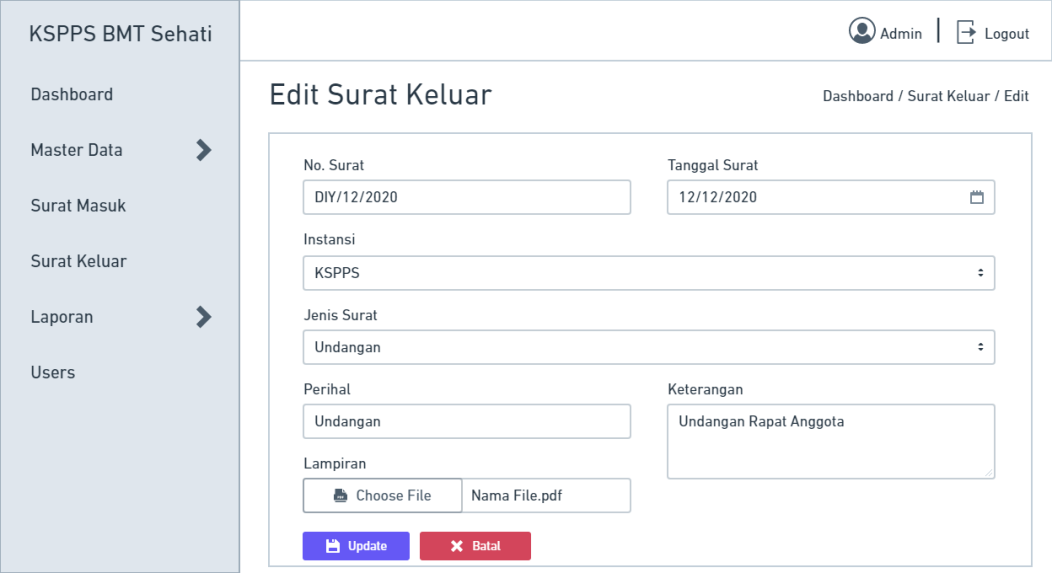 KSPPS BMT Sehati
Admin
Logout
Dashboard
Master Data
Surat Masuk
Surat Keluar
Laporan
Users
Edit Surat Keluar
Dashboard / Surat Keluar / Edit
No. Surat
Tanggal Surat
DIY/12/2020
12/12/2020
Instansi
KSPPS
Jenis Surat
Undangan
Perihal
Keterangan
Undangan
Undangan Rapat Anggota
Lampiran
Choose File
Nama File.pdf
Update
Batal